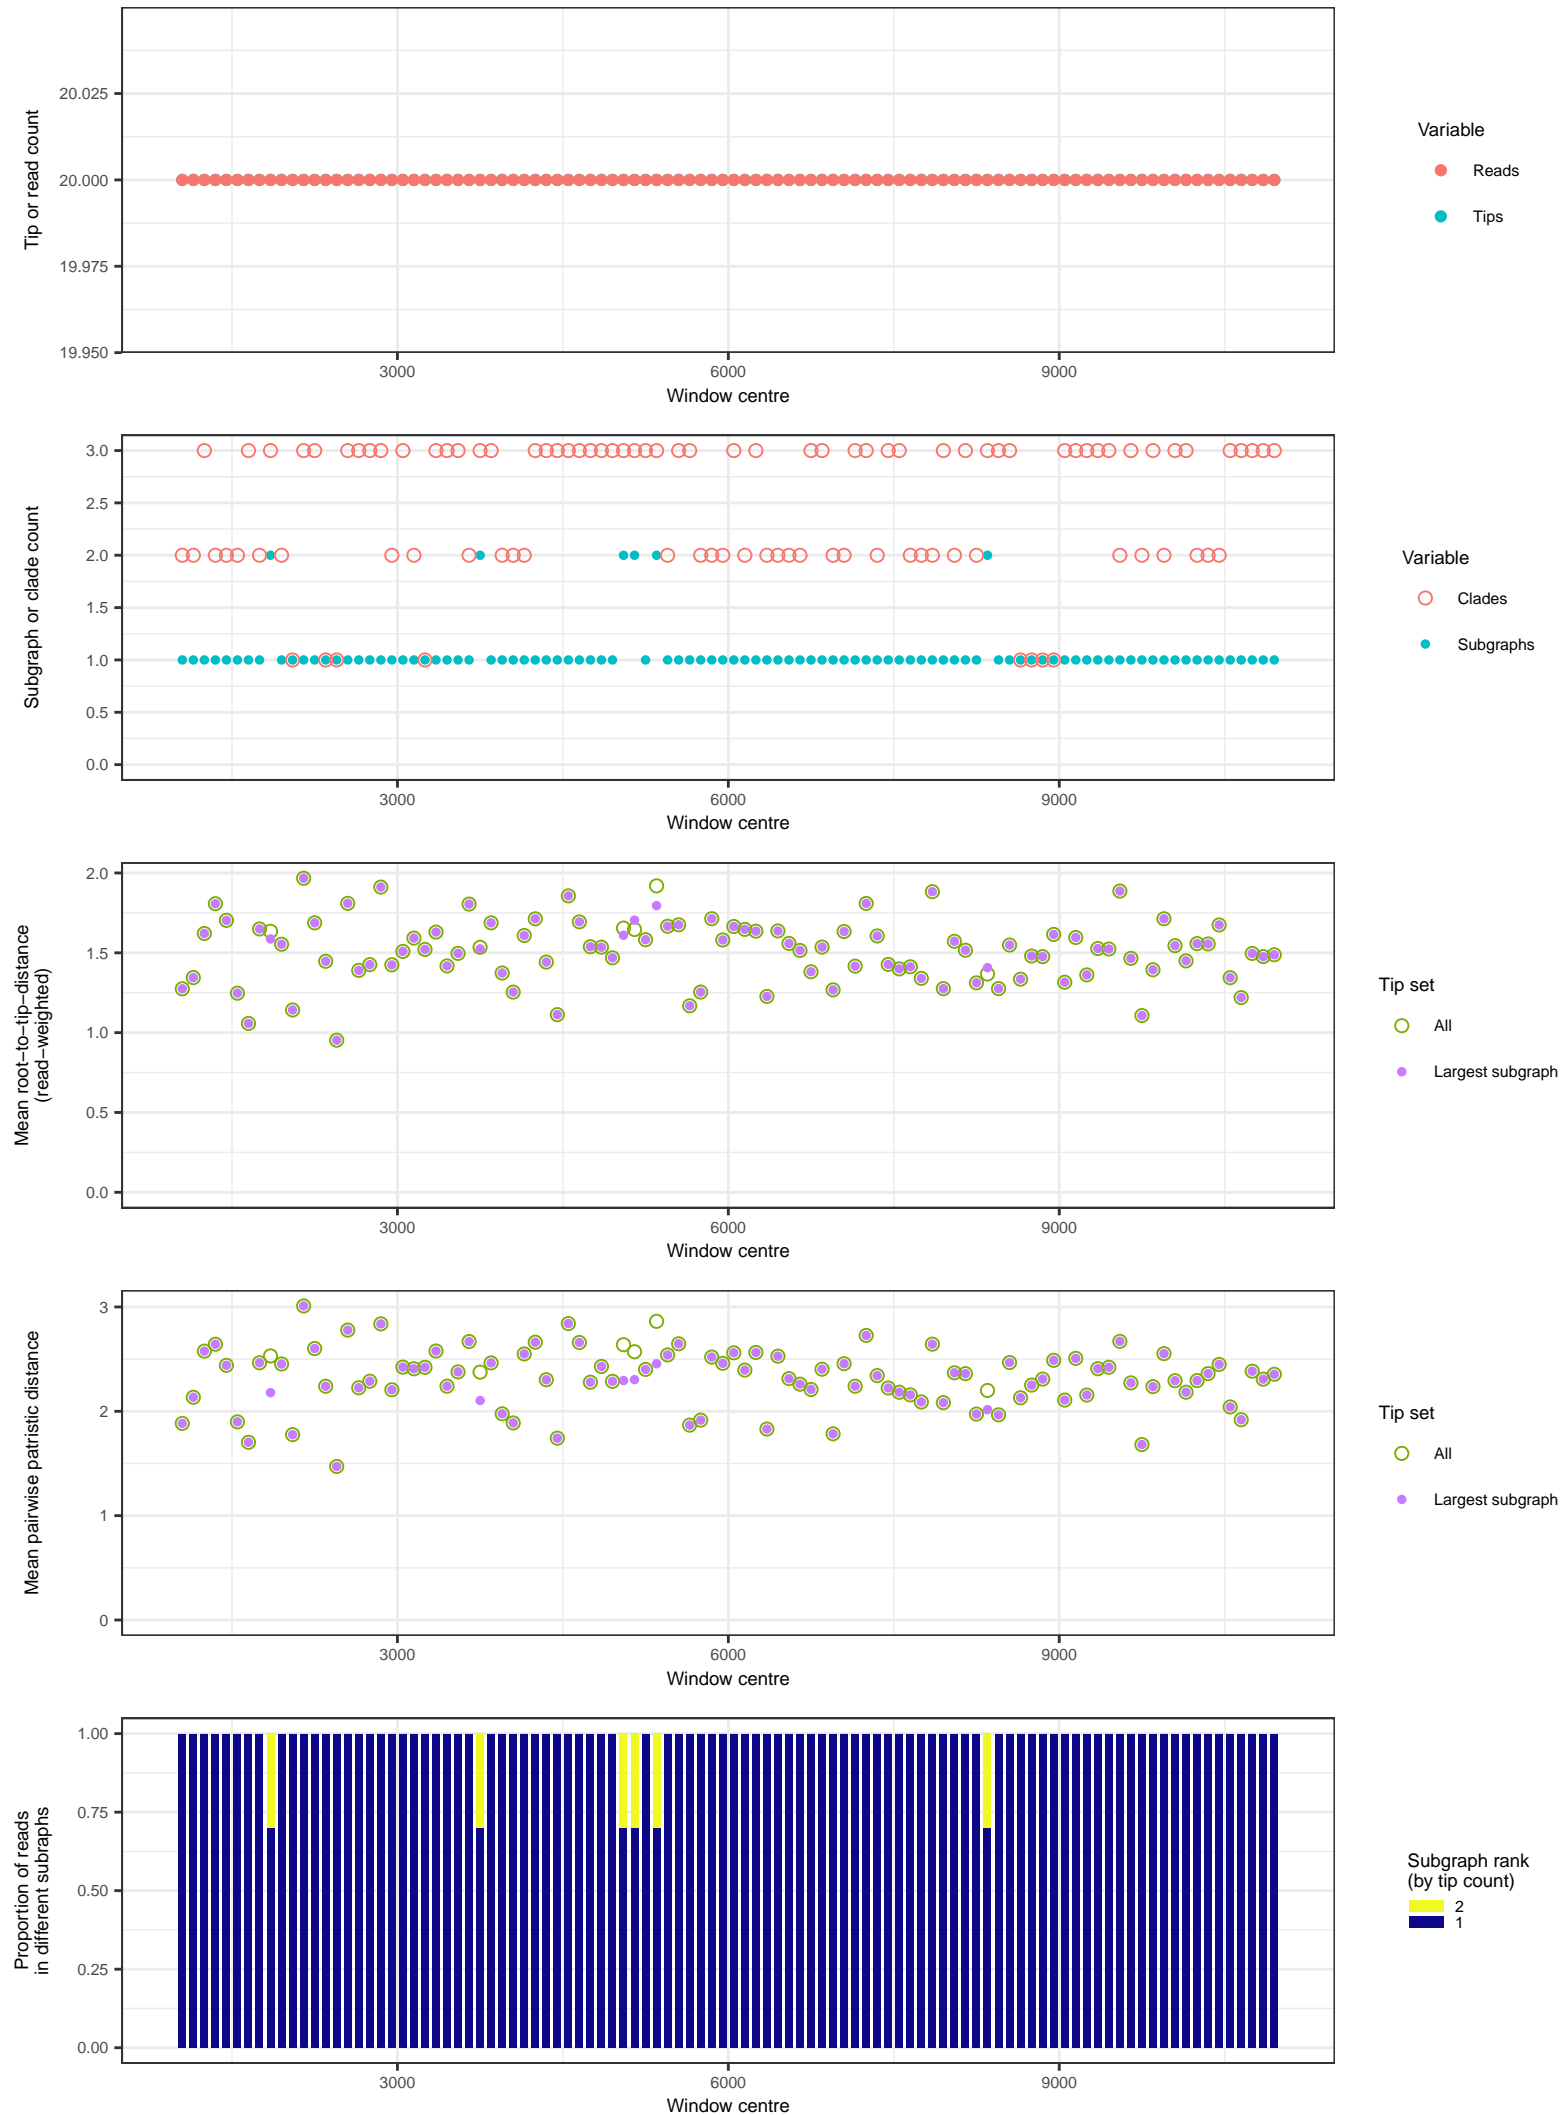 20.025
20.000
19.975
19.950
Tip or read count
3000
6000
9000
Window centre
Variable
Reads
Tips
3.0
2.5
2.0
1.5
1.0
0.5
0.0
Subgraph or clade count
3000
6000
9000
Window centre
Variable
Clades
Subgraphs
2.0
1.5
1.0
0.5
0.0
Mean root−to−tip−distance
(read−weighted)
3000
6000
9000
Window centre
Tip set
All
Largest subgraph
3
2
1
0
Mean pairwise patristic distance
3000
6000
9000
Window centre
Tip set
All
Largest subgraph
1.00
0.75
0.50
0.25
0.00
Proportion of reads
in different subraphs
3000
6000
9000
Window centre
Subgraph rank
(by tip count)
2
1